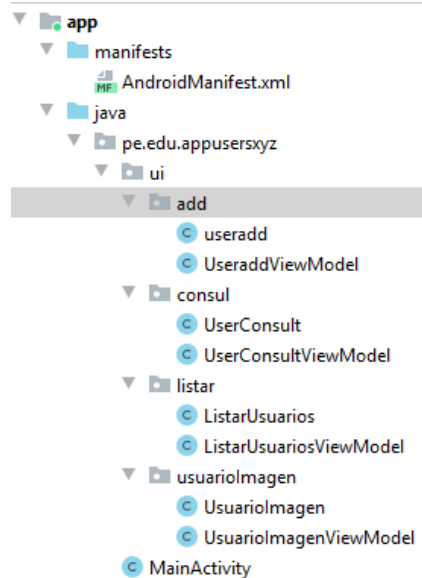 app
manifests
MF AndroidManifest.xml
java
pe.edu.appusersxyz
ui
add
C useradd
C UseraddViewModel
consul
C UserConsult
C UserConsultViewModel
listar
C ListarUsuarios
C ListarUsuariosViewModel
usuarioImagen
C UsuarioImagen
C UsuarioImagenViewModel
C MainActivity